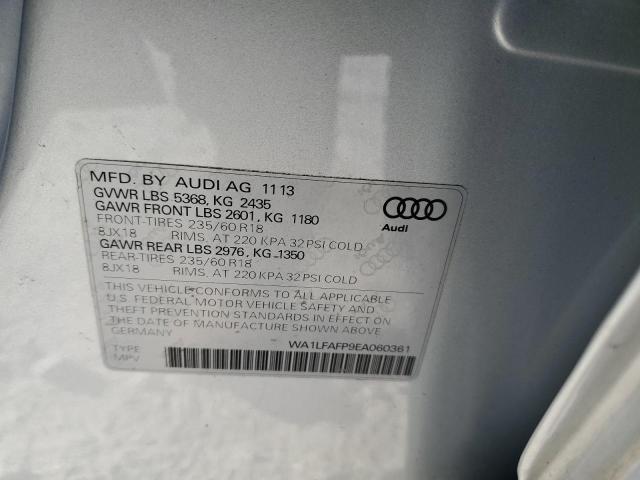 MFD. BY AUDI AG 11 13
GVWR LBS 5368, KG 2435
GAWR FRONT LBS 2601, KG 1180
FRONT-TIRES 235/60 R18
8JX18 RIMS, AT 220 KPA 32 PSI COLD
GAWR REAR LBS 2976, KG 1350
REAR-TIRES 235/60 R18
8JX18 RIMS, AT 220 KPA 32 PSI COLD
Audi
THIS VEHICLE CONFORMS TO ALL APPLICABLE
U.S. FEDERAL MOTOR VEHICLE SAFETY AND
THEFT PREVENTION STANDARDS IN EFFECT ON
THE DATE OF MANUFACTURE SHOWN ABOVE
GERMANY
TYPE WA1LFAFP9EA060361
MPV